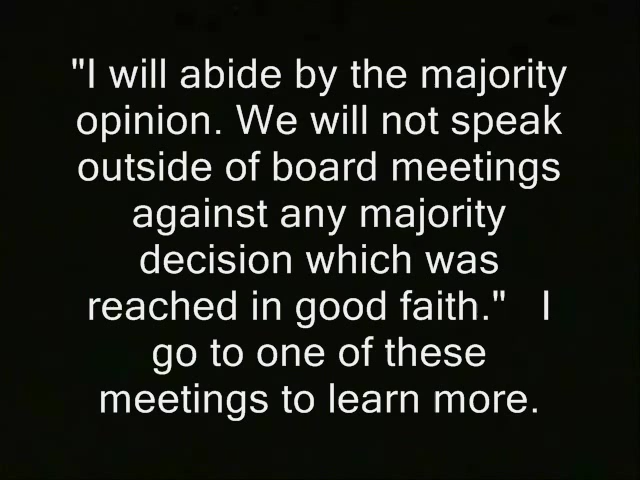 "I will abide by the majority
opinion. We will not speak
outside of board meetings
against any majority
decision which was
reached in good faith."   I
go to one of these
meetings to learn more.